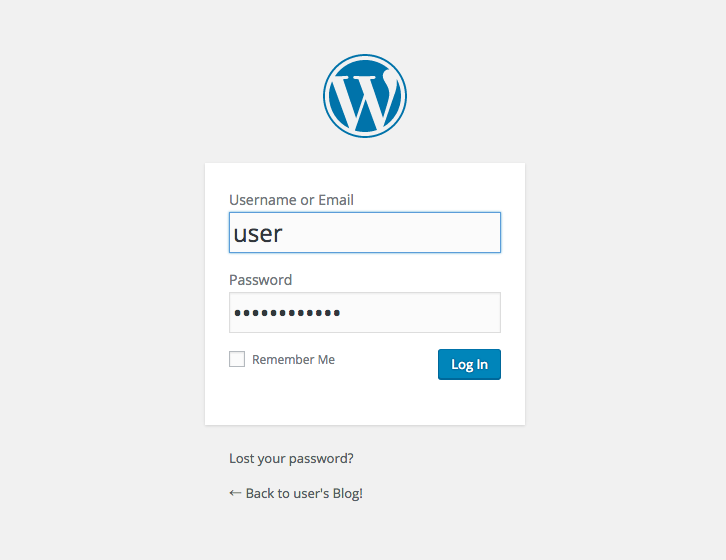 Username or Email
user
Password
••••••••••••
Remember Me
Log In
Lost your password?
← Back to user's Blog!